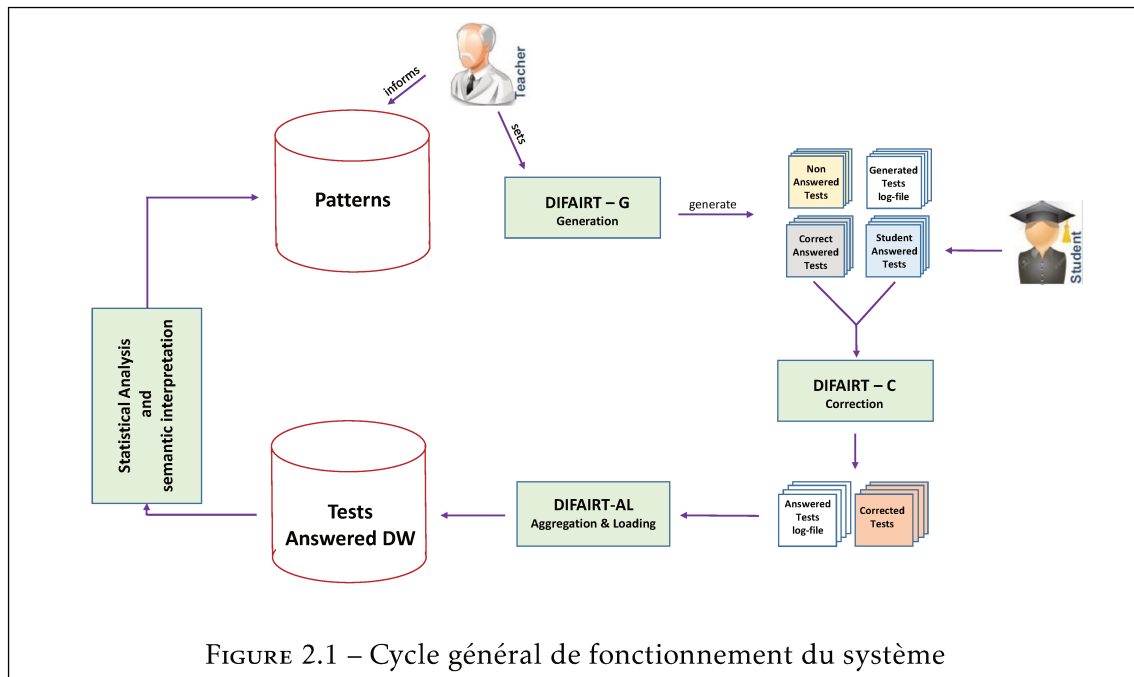 informs
Teacher
sets
Patterns
DIFAIRT – G
Generation
generate
Non
Answered
Tests
Generated
Tests
log-file
Correct
Answered
Tests
Student
Answered
Tests
Student
DIFAIRT – C
Correction
Answered
Tests
log-file
Corrected
Tests
DIFAIRT-AL
Aggregation & Loading
Tests
Answered DW
Statistical Analysis
and
semantic interpretation
FIGURE 2.1 – Cycle général de fonctionnement du système